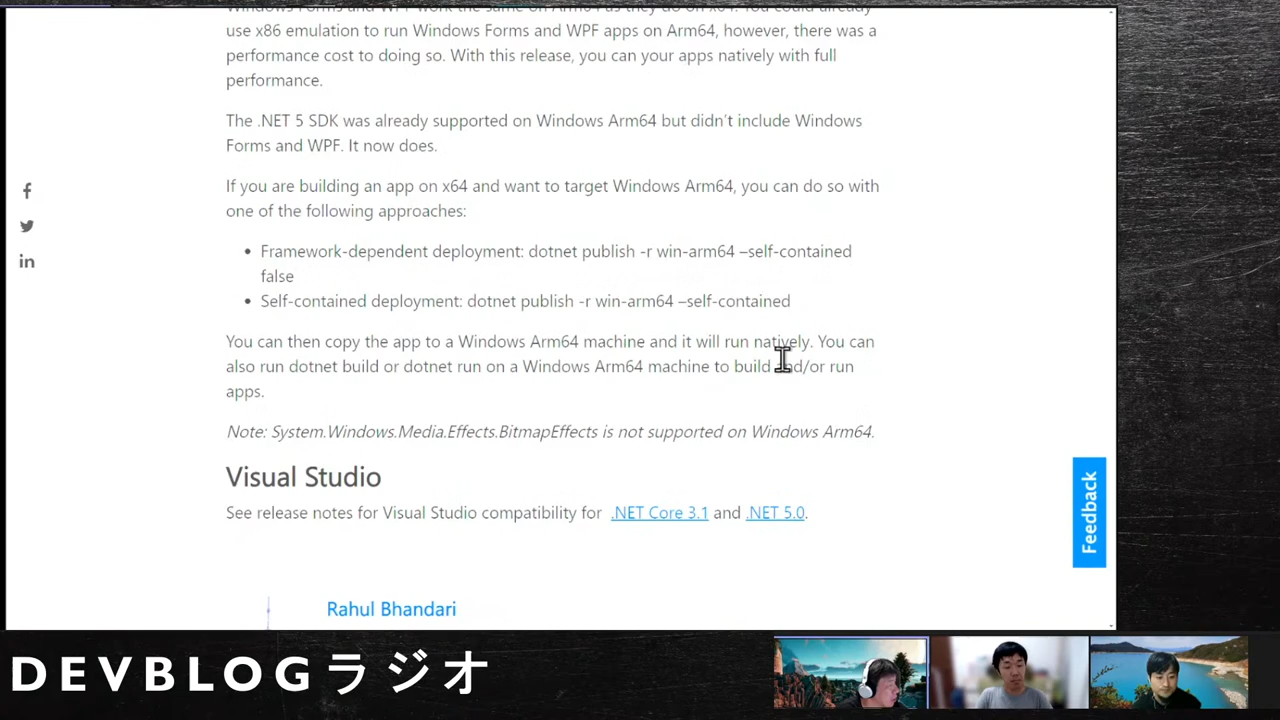 Windows Forms and WPF work the same on Arm64 as they do on x64. You could already
use x86 emulation to run Windows Forms and WPF apps on Arm64, however, there was a
performance cost to doing so. With this release, you can your apps natively with full
performance.
The .NET 5 SDK was already supported on Windows Arm64 but didn't include Windows
Forms and WPF. It now does.
If you are building an app on x64 and want to target Windows Arm64, you can do so with
one of the following approaches:
• Framework-dependent deployment: dotnet publish -r win-arm64 –self-contained
false
• Self-contained deployment: dotnet publish -r win-arm64 –self-contained
You can then copy the app to a Windows Arm64 machine and it will run natively. You can
also run dotnet build or dotnet run on a Windows Arm64 machine to build and/or run
apps.
Note: System.Windows.Media.Effects.BitmapEffects is not supported on Windows Arm64.
Visual Studio
See release notes for Visual Studio compatibility for .NET Core 3.1 and .NET 5.0.
Feedback
Rahul Bhandari
DEVBLOGラジオ